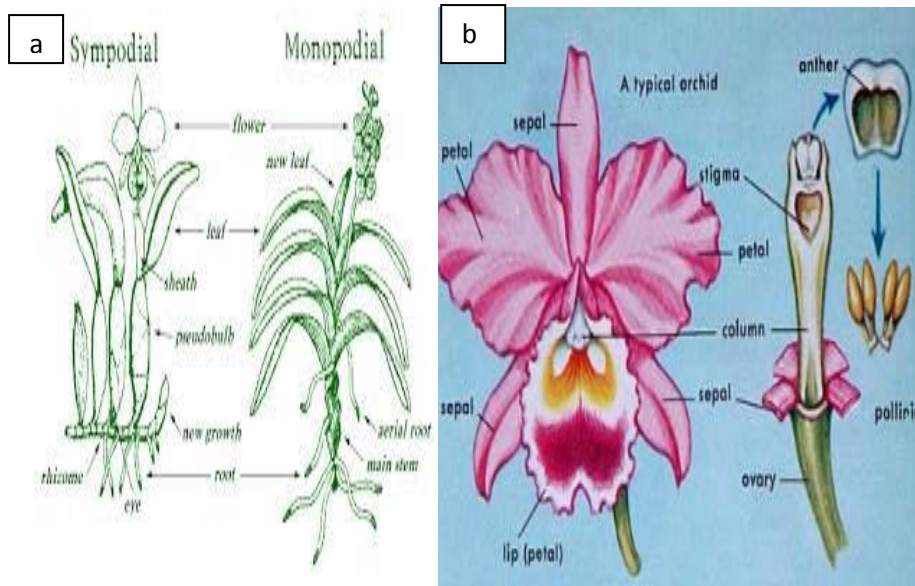 a
Sympodial
Monopodial
flower
new leaf
leaf
sheath
pseudobulb
new growth
aerial root
main stem
rhizome
root
eye
b
A typical orchid
anther
sepal
petal
stigma
petal
column
sepal
sepal
pollini
ovary
lip (petal)